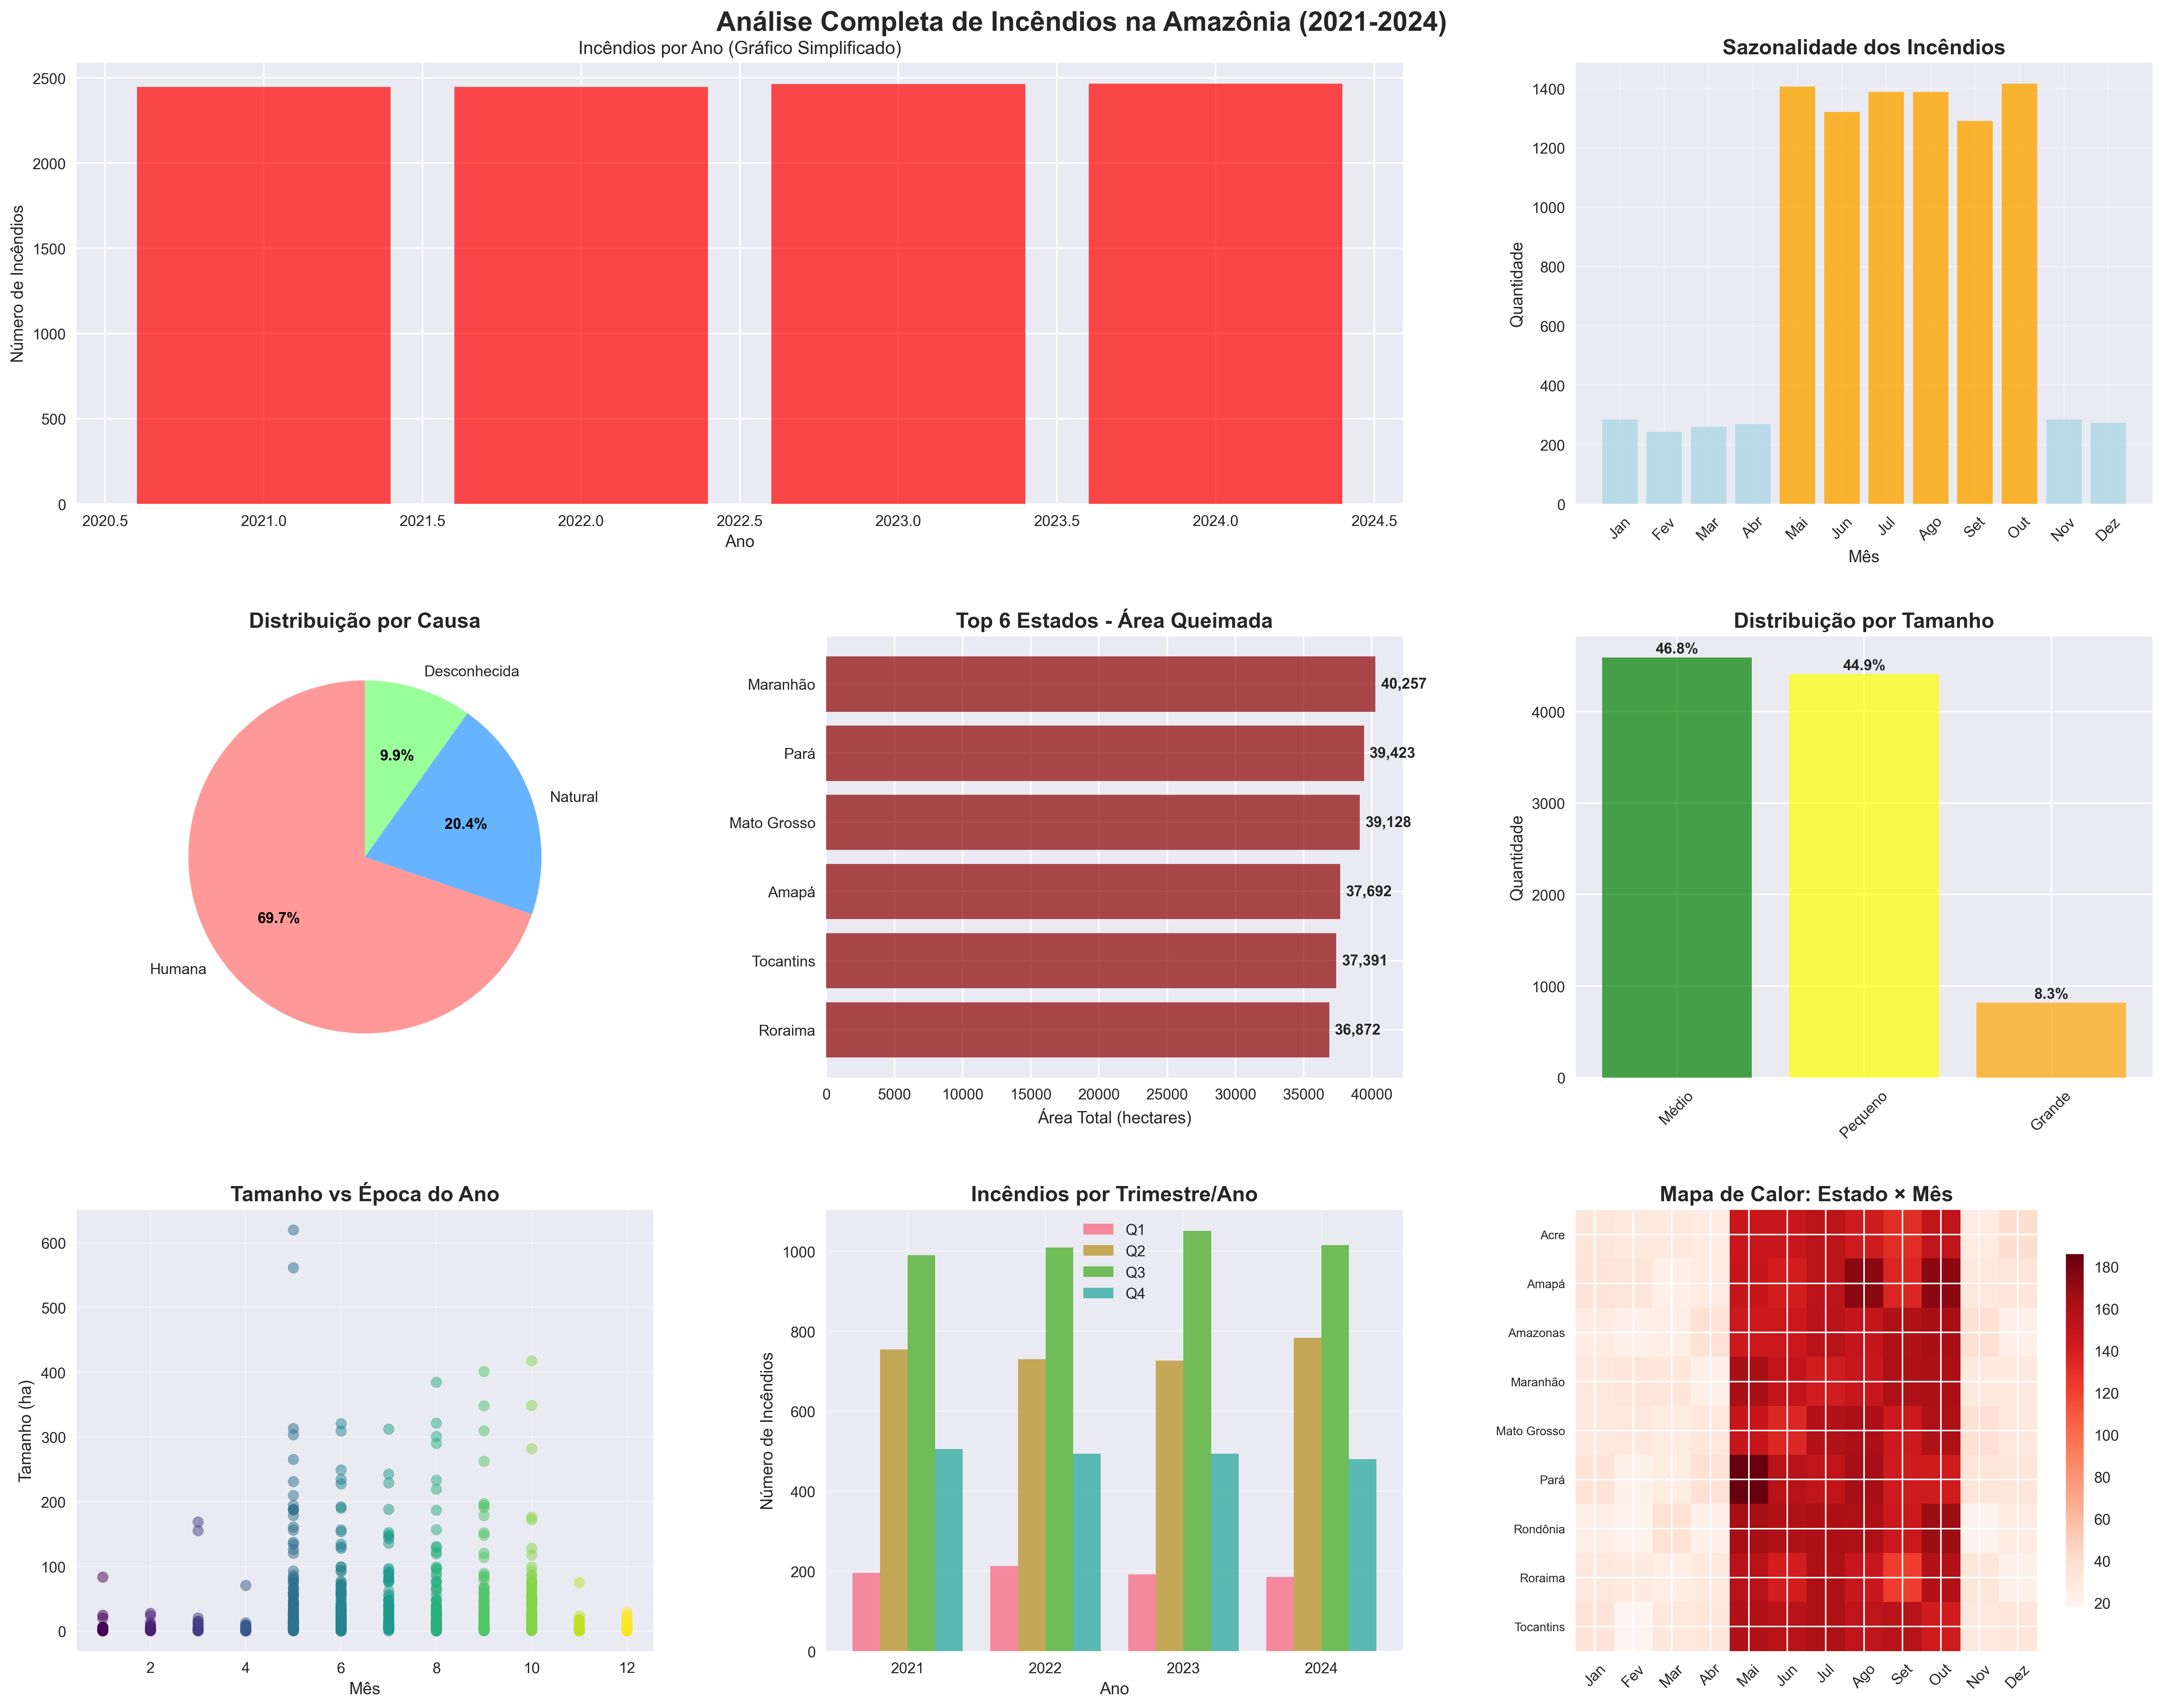 Análise Completa de Incêndios na Amazônia (2021-2024)
Incêndios por Ano (Gráfico Simplificado)
Número de Incêndios
2500
2000
1500
1000
500
0
2020.5 2021.0 2021.5 2022.0 2022.5 2023.0 2023.5 2024.0 2024.5
Ano
Sazonalidade dos Incêndios
Quantidade
1400
1200
1000
800
600
400
200
0
Jan Fev Mar Abr Mai Jun Jul Ago Set Out Nov Dez
Mês
Distribuição por Causa
Desconhecida
9.9%
Natural
20.4%
69.7%
Humana
Top 6 Estados - Área Queimada
Maranhão 40,257
Pará 39,423
Mato Grosso 39,128
Amapá 37,692
Tocantins 37,391
Roraima 36,872
0 5000 10000 15000 20000 25000 30000 35000 40000
Área Total (hectares)
Distribuição por Tamanho
Quantidade
46.8%
44.9%
8.3%
4000
3000
2000
1000
0
Médio Pequeno Grande
Tamanho vs Época do Ano
Tamanho (ha)
600
500
400
300
200
100
0
2 4 6 8 10 12
Mês
Incêndios por Trimestre/Ano
Número de Incêndios
Q1
Q2
Q3
Q4
1000
800
600
400
200
0
2021 2022 2023 2024
Ano
Mapa de Calor: Estado × Mês
Acre
Amapá
Amazonas
Maranhão
Mato Grosso
Pará
Rondônia
Roraima
Tocantins
Jan Fev Mar Abr Mai Jun Jul Ago Set Out Nov Dez
180
160
140
120
100
80
60
40
20